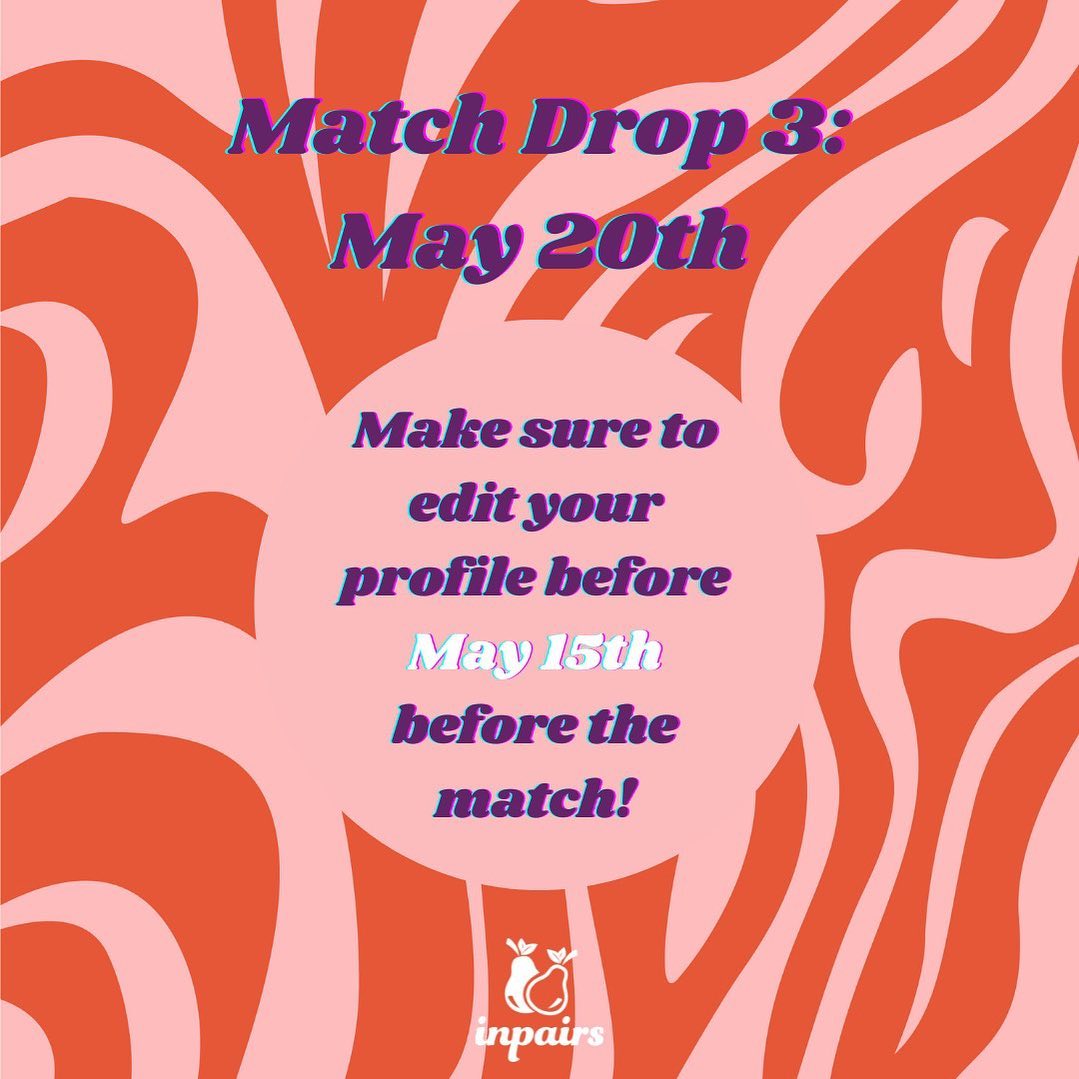 Match Drop 3:
May 20th
Make sure to
edit your
profile before
May 15th
before the
match!
inpairs